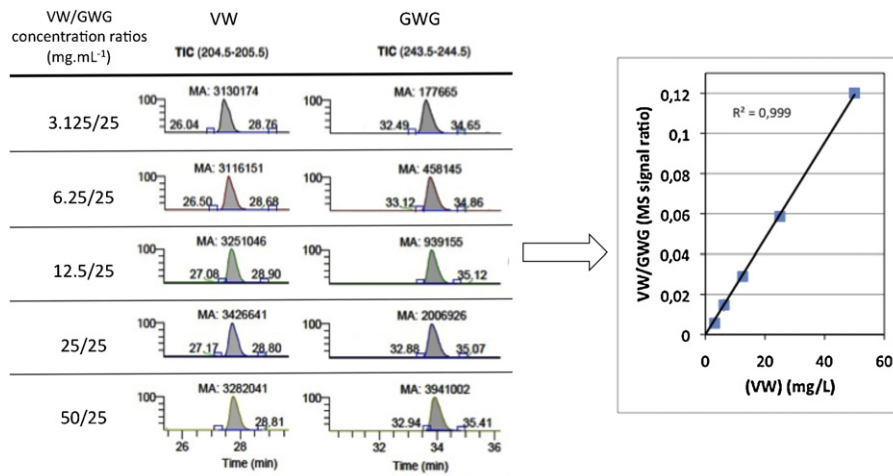 VW/GWG
concentration ratios
(mg.mL⁻¹)
VW
GWG
TIC (204.5-205.5)
TIC (243.5-244.5)
3.125/25
MA: 3130174
100
26.04
28.76
MA: 177665
100
32.49
34.65
6.25/25
MA: 3116151
100
26.50
28.68
MA: 458145
100
33.12
34.86
12.5/25
MA: 3251046
100
27.08
28.90
MA: 939155
100
35.12
25/25
MA: 3426641
100
27.17
28.80
MA: 2006926
100
32.88
35.07
50/25
MA: 3282041
100
28.81
MA: 3941002
100
32.94
35.41
26
28
Time (min)
32
34
36
Time (min)
VW/GWG (MS signal ratio)
0,12
0,1
0,08
0,06
0,04
0,02
0
R² = 0,999
0
20
40
60
(VW) (mg/L)